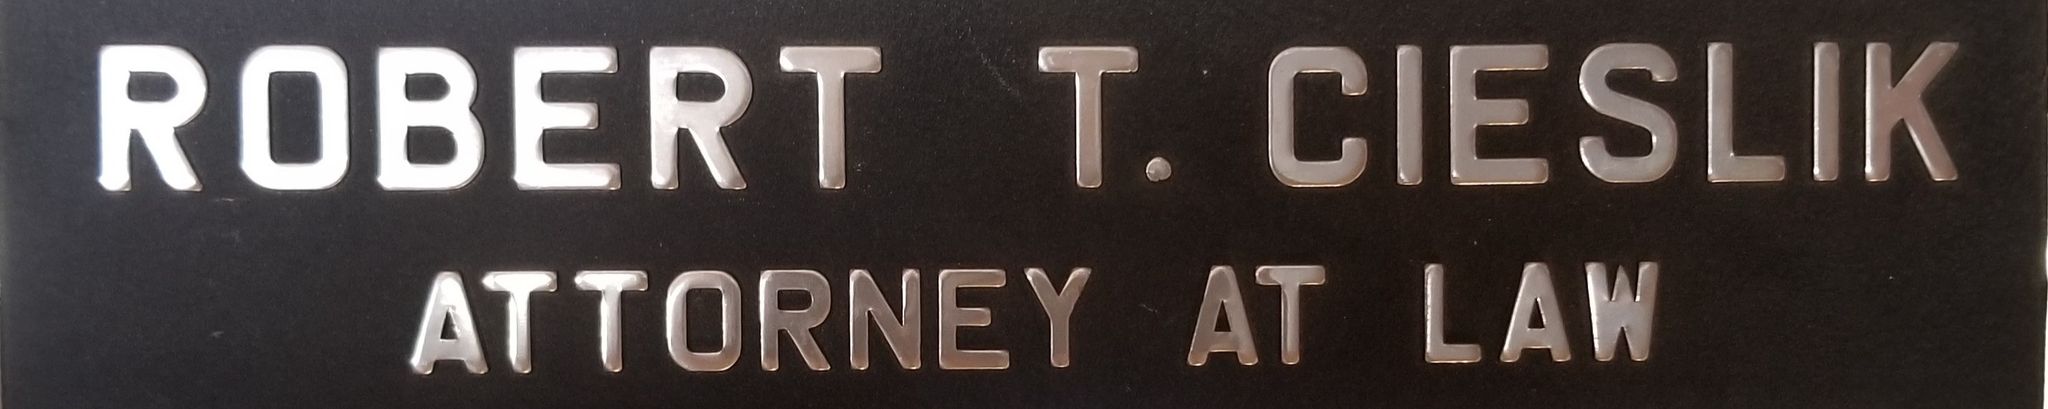 ROBERT T. CIESLIK
ATTORNEY AT LAW